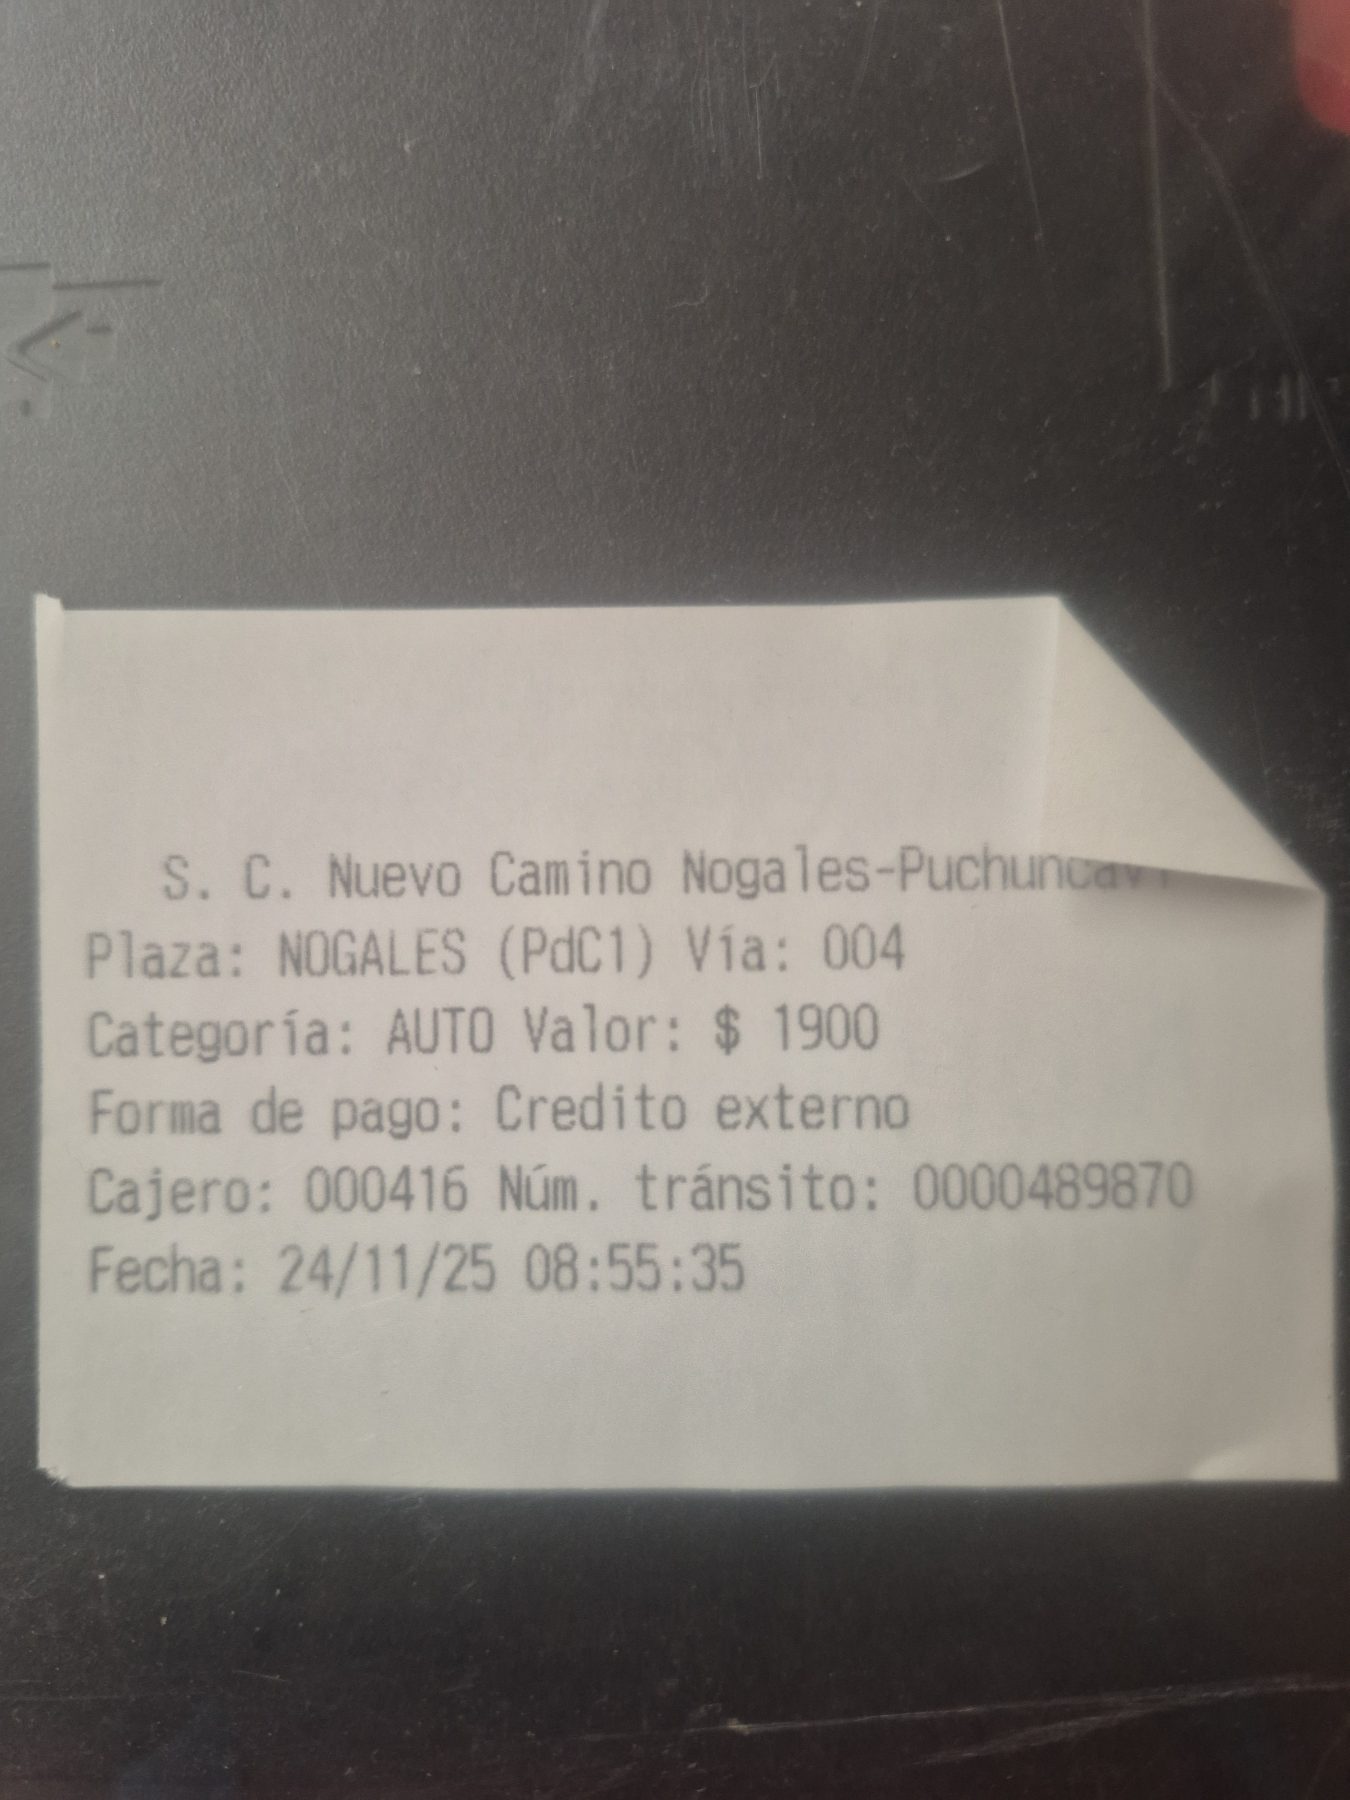 S. C. Nuevo Camino Nogales-Puchuncavi
Plaza: NOGALES (PdC1) Vía: 004
Categoría: AUTO Valor: $ 1900
Forma de pago: Credito externo
Cajero: 000416 Núm. tránsito: 0000489870
Fecha: 24/11/25 08:55:35